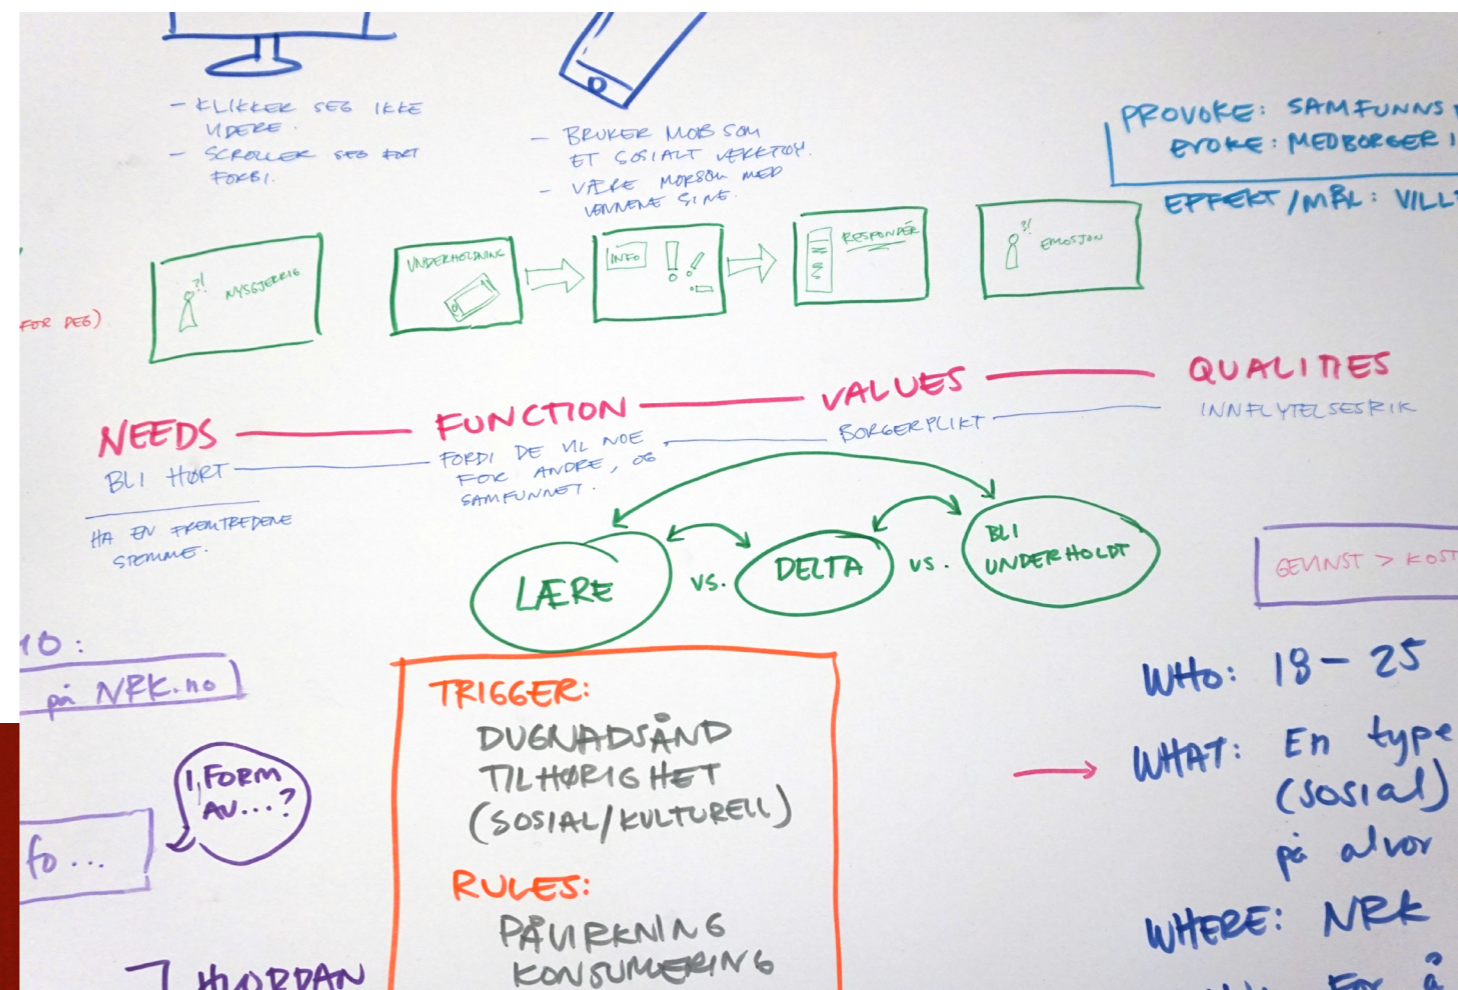 - KLIKKER SEG IKKE
VIDERE.
- SCROLLER SEG FORT
FORBI.
- BRUKER MOB SOM
ET SOSIALT VERKTØY.
- VÆRE MORSOM MED
VENNENE SINE.
PROVOKE: SAMFUNNS
EVOKE: MEDBORGER I
EFFEKT/MÅL: VILL
FOR DEG)
?!
NYSGJERRIG
UNDERHOLDNING
INFO
! !
RESPONDÉR
?!
EMOSJON
NEEDS
FUNCTION
VALUES
QUALITIES
BLI HØRT
FORDI DE VIL NOE
FOR ANDRE, OG
SAMFUNNET.
BORGERPLIKT
INNFLYTELSESRIK
HA EN FREMTREDENE
STEMME.
LÆRE
VS.
DELTA
VS.
BLI
UNDERHOLDT
GEVINST > KOST
på NRK.no
I FORM
AV...?
fo...
HVORDAN
TRIGGER:
DUGNADSÅND
TILHØRIGHET
(SOSIAL/KULTURELL)
RULES:
PÅVIRKNING
KONSUMERING
WHO: 18-25
WHAT: En type
(sosial)
på alvor
WHERE: NRK
For å